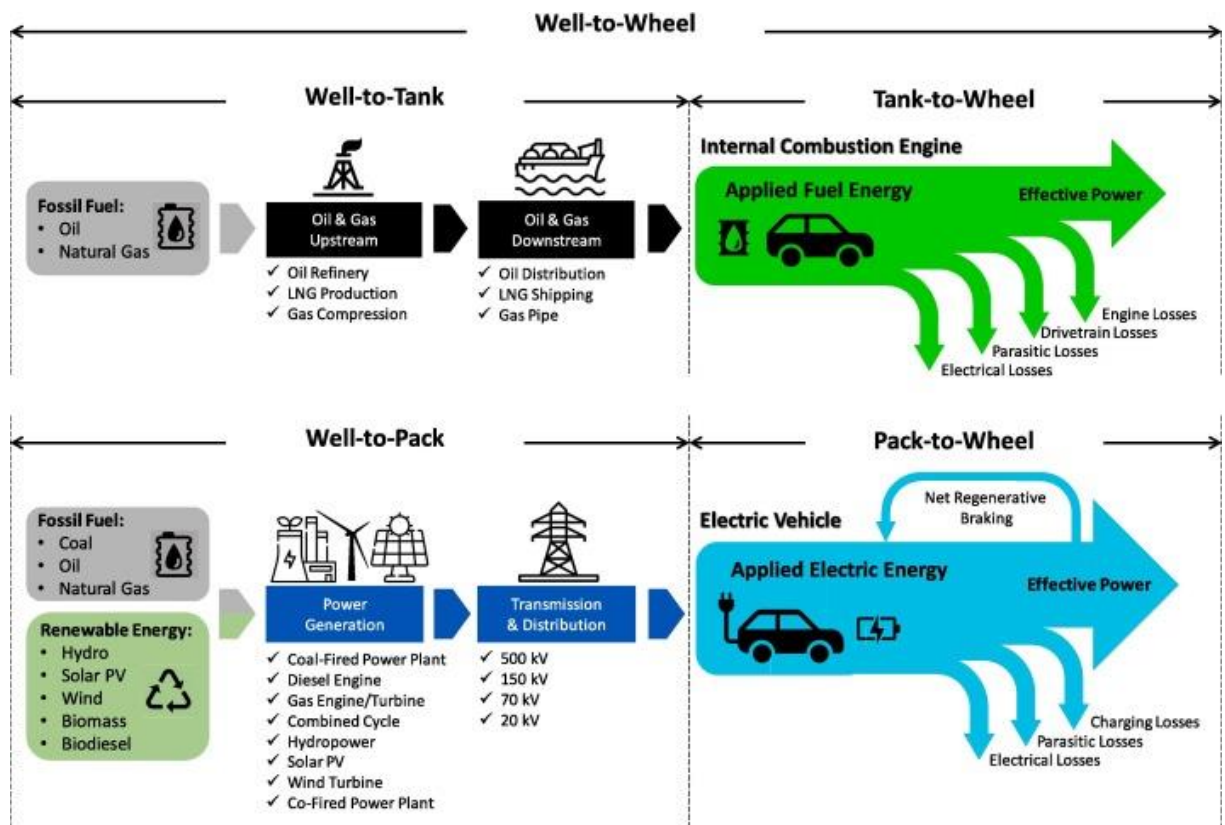 Well-to-Wheel
Well-to-Tank
Tank-to-Wheel
Internal Combustion Engine
Fossil Fuel:
• Oil
• Natural Gas
Oil & Gas
Upstream
✓ Oil Refinery
✓ LNG Production
✓ Gas Compression
Oil & Gas
Downstream
✓ Oil Distribution
✓ LNG Shipping
✓ Gas Pipe
Applied Fuel Energy
Effective Power
Engine Losses
Drivetrain Losses
Parasitic Losses
Electrical Losses
Well-to-Pack
Pack-to-Wheel
Fossil Fuel:
• Coal
• Oil
• Natural Gas
Renewable Energy:
• Hydro
• Solar PV
• Wind
• Biomass
• Biodiesel
Power
Generation
✓ Coal-Fired Power Plant
✓ Diesel Engine
✓ Gas Engine/Turbine
✓ Combined Cycle
✓ Hydropower
✓ Solar PV
✓ Wind Turbine
✓ Co-Fired Power Plant
Transmission
& Distribution
✓ 500 kV
✓ 150 kV
✓ 70 kV
✓ 20 kV
Net Regenerative
Braking
Electric Vehicle
Applied Electric Energy
Effective Power
Charging Losses
Parasitic Losses
Electrical Losses